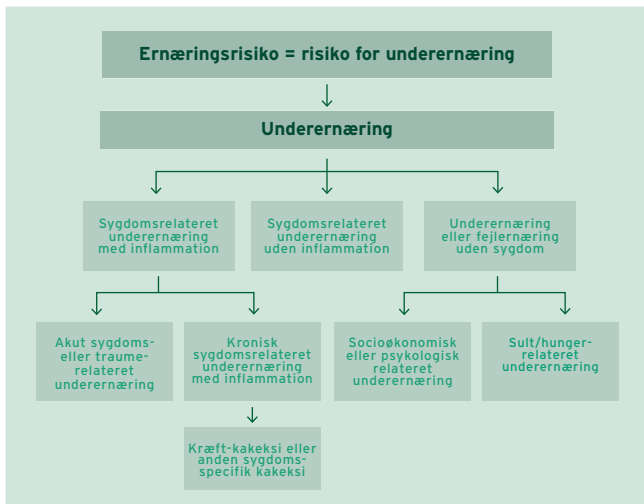 Ernæringsrisiko = risiko for underernæring
Underernæring
Sygdomsrelateret
underernæring
med inflammation
Sygdomsrelateret
underernæring
uden inflammation
Underernæring
eller fejlernæring
uden sygdom
Akut sygdoms-
eller traume-
relateret
underernæring
Kronisk
sygdomsrelateret
underernæring
med inflammation
Socioøkonomisk
eller psykologisk
relateret
underernæring
Sult/hunger-
relateret
underernæring
Kræft-kakeksi eller
anden sygdoms-
specifik kakeksi